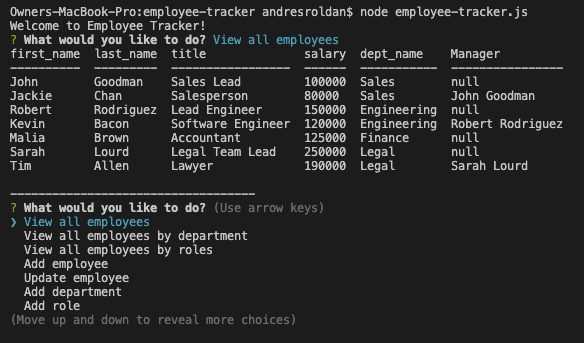 Owners-MacBook-Pro:employee-tracker andresroldan$ node employee-tracker.js
Welcome to Employee Tracker!
? What would you like to do? View all employees
first_name  last_name  title              salary  dept_name    Manager
----------  ---------  -----------------  ------  -----------  ----------------
John        Goodman    Sales Lead         100000  Sales        null
Jackie      Chan       Salesperson        80000   Sales        John Goodman
Robert      Rodriguez  Lead Engineer      150000  Engineering  null
Kevin       Bacon      Software Engineer  120000  Engineering  Robert Rodriguez
Malia       Brown      Accountant         125000  Finance      null
Sarah       Lourd      Legal Team Lead    250000  Legal        null
Tim         Allen      Lawyer             190000  Legal        Sarah Lourd
-----------------------------------
? What would you like to do? (Use arrow keys)
❯ View all employees
  View all employees by department
  View all employees by roles
  Add employee
  Update employee
  Add department
  Add role
(Move up and down to reveal more choices)